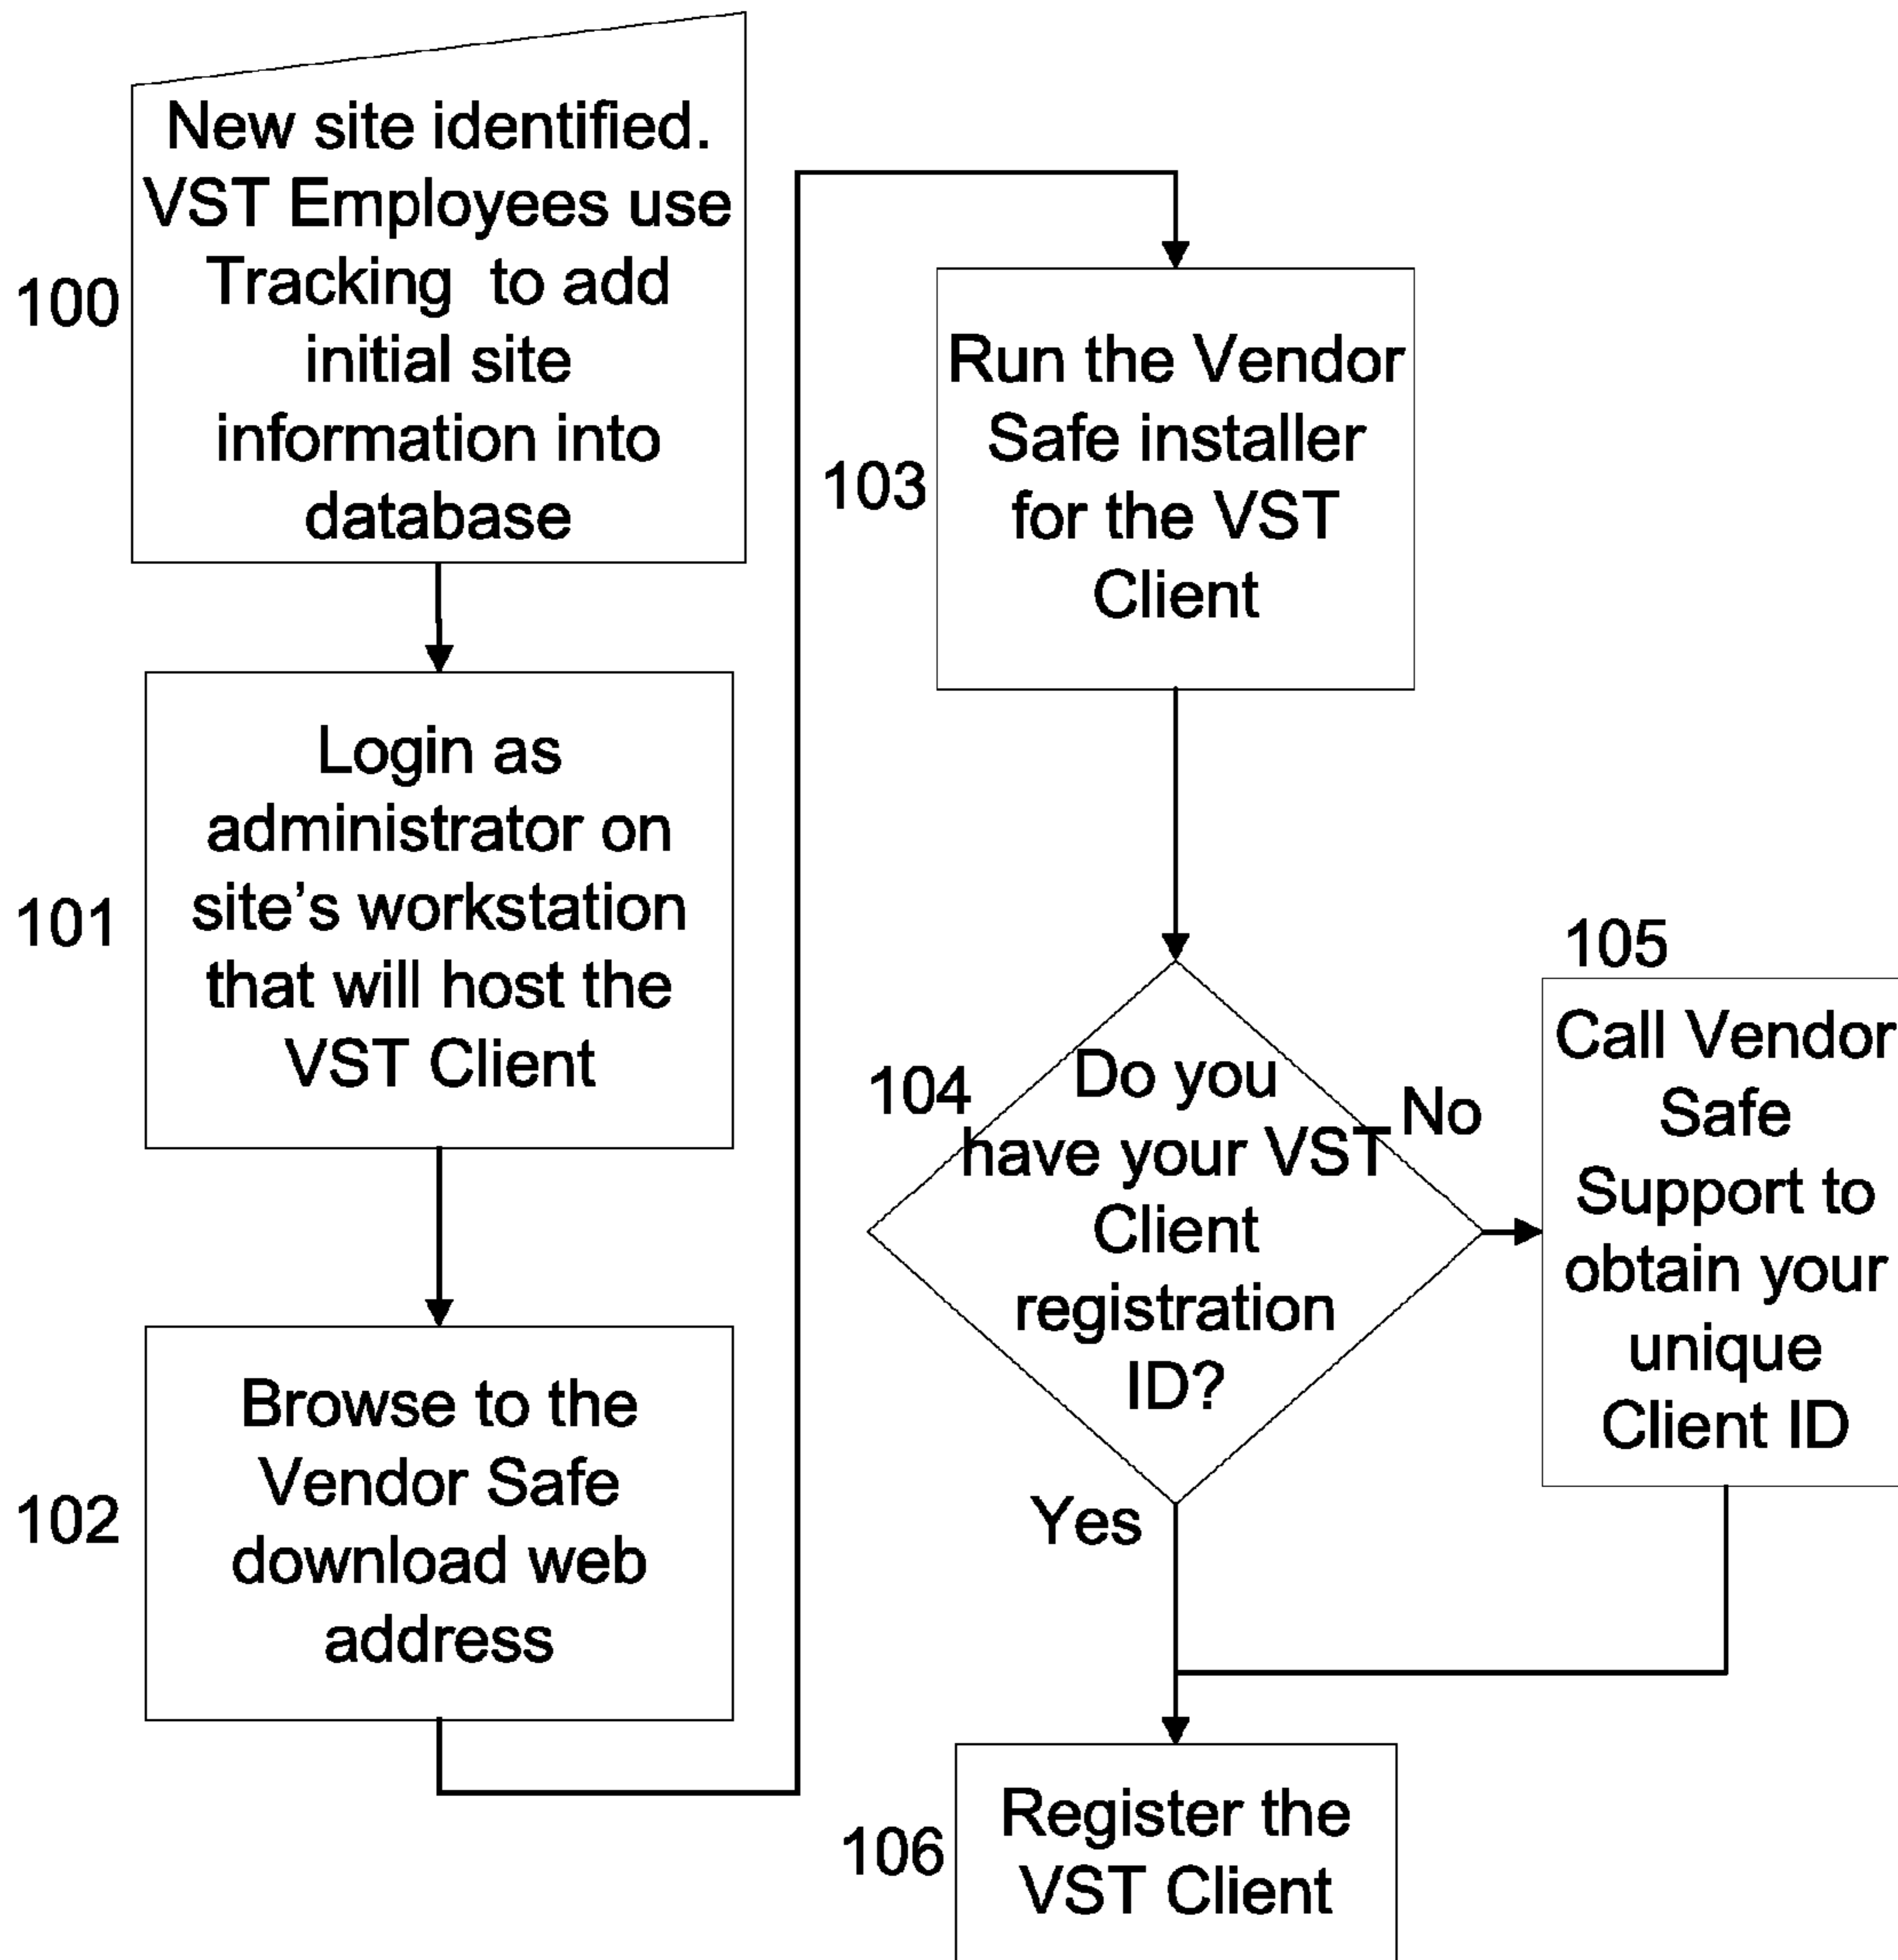 100
New site identified.
VST Employees use
Tracking to add
initial site
information into
database
101
Login as
administrator on
site's workstation
that will host the
VST Client
102
Browse to the
Vendor Safe
download web
address
103
Run the Vendor
Safe installer
for the VST
Client
104
Do you
have your VST
Client
registration
ID?
No
Yes
105
Call Vendor
Safe
Support to
obtain your
unique
Client ID
106
Register the
VST Client